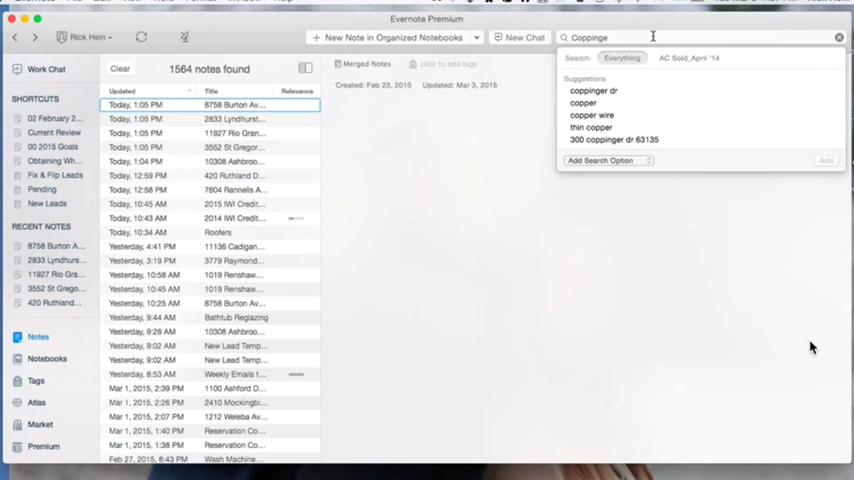 Evernote Premium
Rick Hein
New Note in Organized Notebooks
New Chat
Coppinge
Work Chat
SHORTCUTS
02 February 2...
Current Review
00 2015 Goals
Obtaining Wh...
Fix & Flip Leads
Pending
New Leads
RECENT NOTES
8758 Burton A...
2833 Lyndhurs...
11927 Rio Gra...
3552 St Grego...
420 Ruthland...
Notes
Notebooks
Tags
Atlas
Market
Premium
Clear
1564 notes found
Updated Title Relevance
Today, 1:05 PM 8758 Burton Av...
Today, 1:05 PM 2833 Lyndhurst...
Today, 1:05 PM 11927 Rio Gran...
Today, 1:05 PM 3552 St Gregor...
Today, 1:04 PM 10308 Ashbroo...
Today, 12:59 PM 420 Ruthland D...
Today, 12:58 PM 7604 Rannells A...
Today, 10:45 AM 2015 IWI Credit...
Today, 10:43 AM 2014 IWI Credit...
Today, 10:34 AM Roofers
Yesterday, 4:41 PM 11136 Cadigan...
Yesterday, 3:19 PM 3779 Raymond...
Yesterday, 10:58 AM 1019 Renshaw...
Yesterday, 10:45 AM 1019 Renshaw...
Yesterday, 10:25 AM 8758 Burton Av...
Yesterday, 9:44 AM Bathtub Reglazing
Yesterday, 9:28 AM 10308 Ashbroo...
Yesterday, 9:02 AM New Lead Temp...
Yesterday, 9:02 AM New Lead Temp...
Yesterday, 8:53 AM Weekly Emails t...
Mar 1, 2015, 2:39 PM 1100 Ashford D...
Mar 1, 2015, 2:26 PM 2410 Mockingbi...
Mar 1, 2015, 2:07 PM 1212 Weleba Av...
Mar 1, 2015, 1:40 PM Reservation Co...
Mar 1, 2015, 1:38 PM Reservation Co...
Feb 27, 2015, 8:43 PM Wash Machine...
Merged Notes
click to add tags
Created: Feb 23, 2015 Updated: Mar 3, 2015
Search: Everything AC Sold_April '14
Suggestions
coppinger dr
copper
copper wire
thin copper
300 coppinger dr 63135
Add Search Option
Add